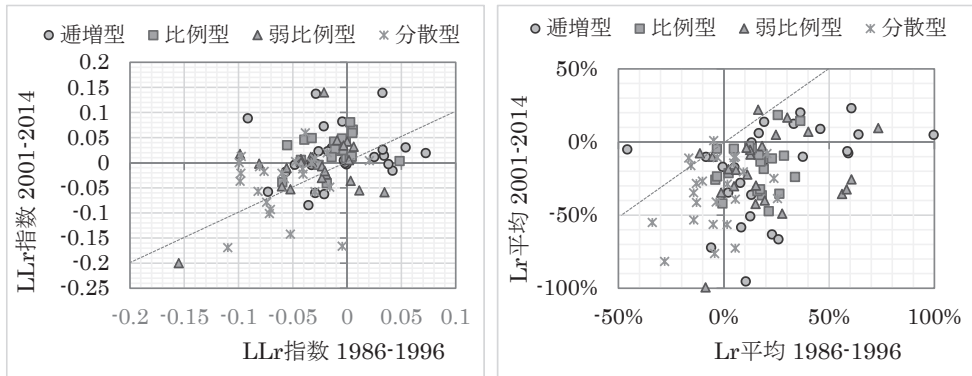 逓増型 比例型 弱比例型 分散型
0.2
0.15
0.1
0.05
0
-0.05
-0.1
-0.15
-0.2
-0.25
-0.2 -0.15 -0.1 -0.05 0 0.05 0.1
LLr指数 2001-2014
LLr指数 1986-1996
逓増型 比例型 弱比例型 分散型
50%
0%
-50%
-100%
-50% 0% 50% 100%
Lr平均 2001-2014
Lr平均 1986-1996